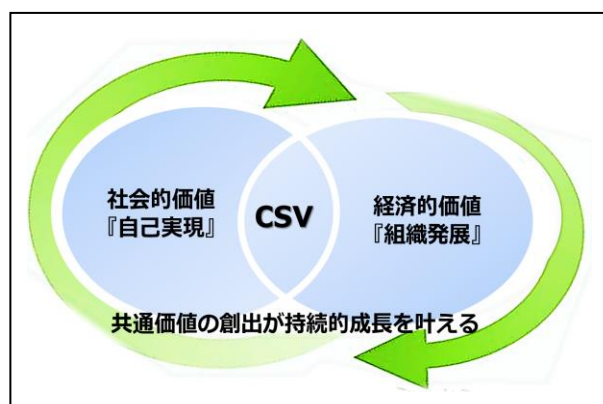 社会的価値
『自己実現』
CSV
経済的価値
『組織発展』
共通価値の創出が持続的成長を叶える